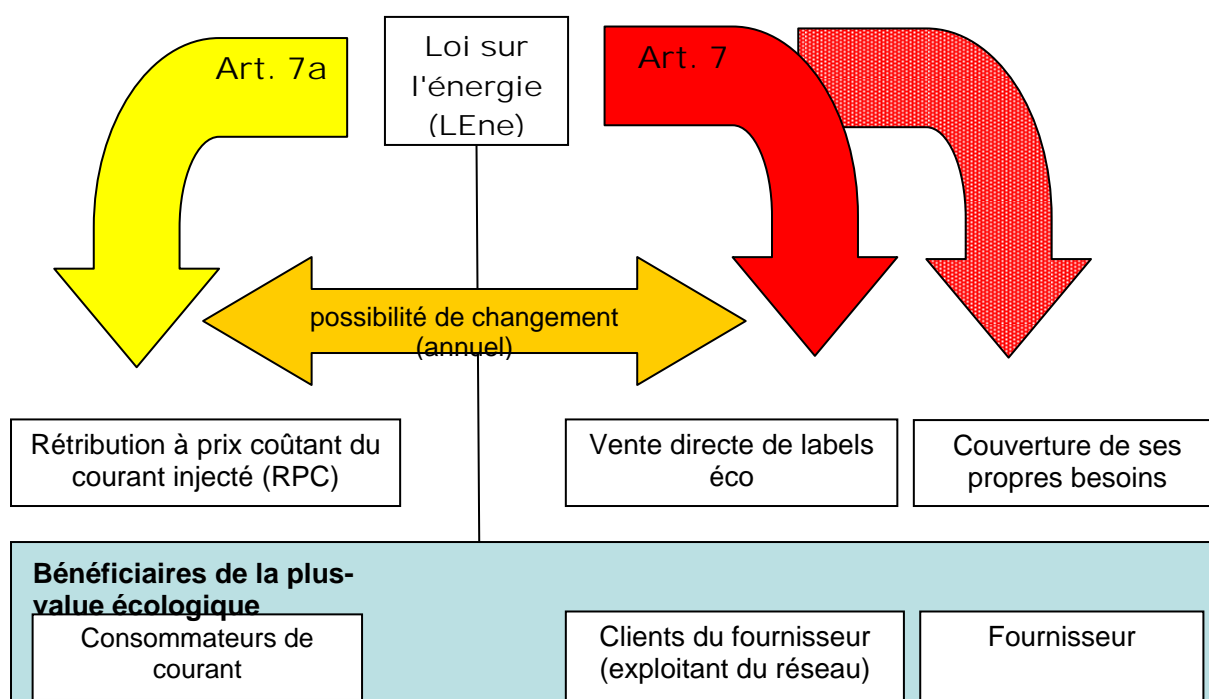 Art. 7a
Loi sur
l'énergie
(LEne)
Art. 7
possibilité de changement
(annuel)
Rétribution à prix coûtant du
courant injecté (RPC)
Vente directe de labels
éco
Couverture de ses
propres besoins
Bénéficiaires de la plus-
value écologique
Consommateurs de
courant
Clients du fournisseur
(exploitant du réseau)
Fournisseur